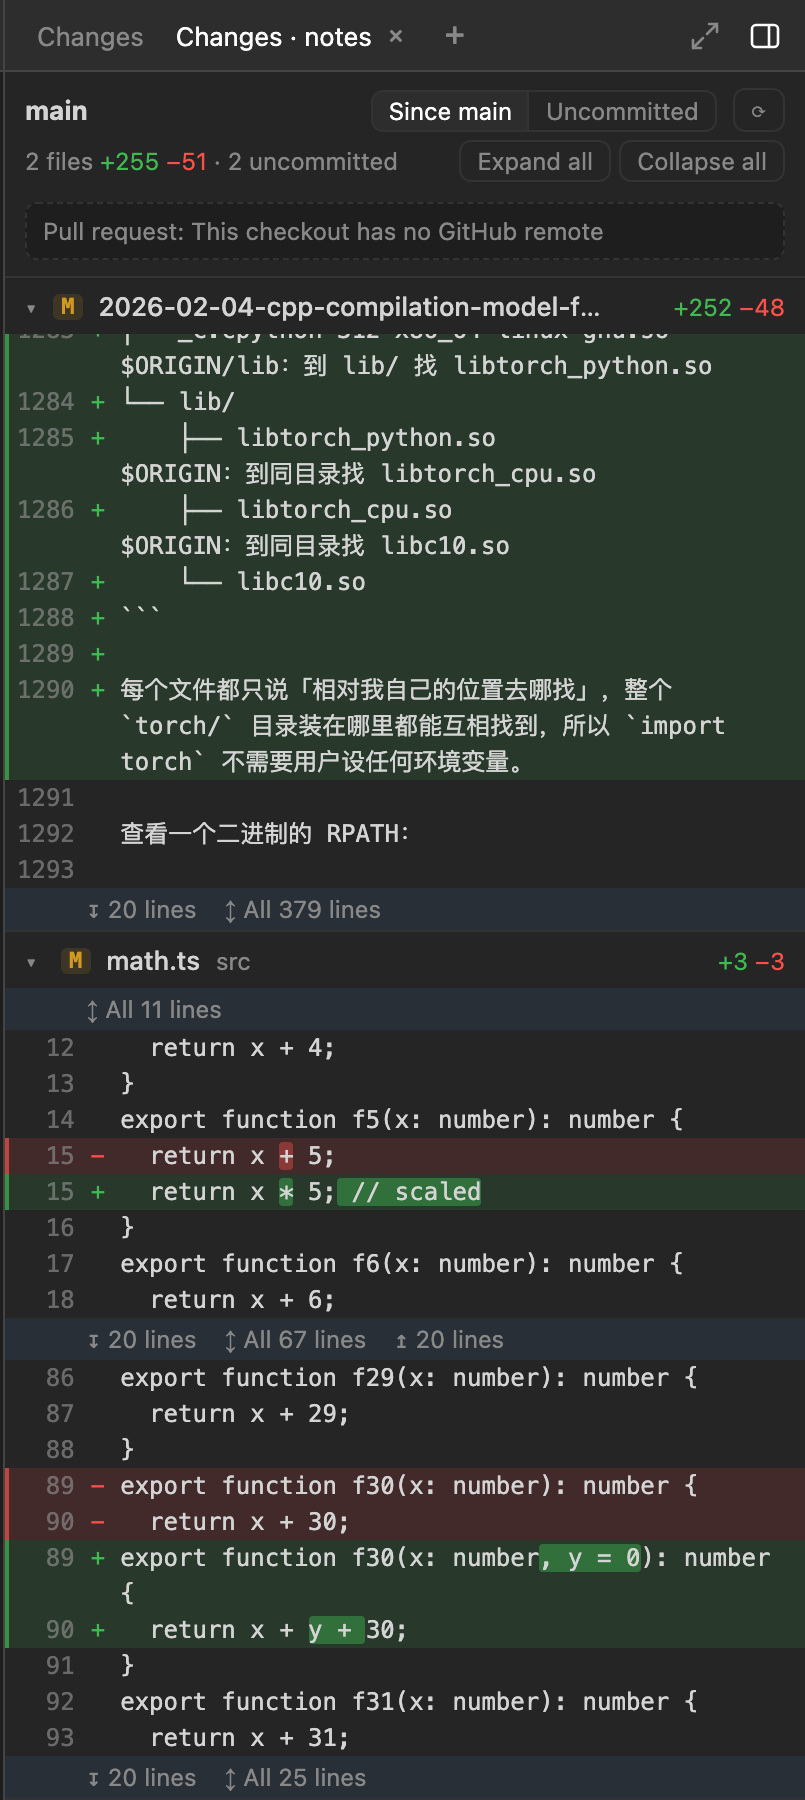 Changes Changes · notes × +
main Since main Uncommitted ⟳
2 files +255 −51 · 2 uncommitted Expand all Collapse all
Pull request: This checkout has no GitHub remote
▾ M 2026-02-04-cpp-compilation-model-f... +252 −48
$ORIGIN/lib：到 lib/ 找 libtorch_python.so
1284 + └── lib/
1285 +     ├── libtorch_python.so
$ORIGIN：到同目录找 libtorch_cpu.so
1286 +     ├── libtorch_cpu.so
$ORIGIN：到同目录找 libc10.so
1287 +     └── libc10.so
1288 + ```
1289 +
1290 + 每个文件都只说「相对我自己的位置去哪找」，整个
`torch/` 目录装在哪里都能互相找到，所以 `import
torch` 不需要用户设任何环境变量。
1291
1292 查看一个二进制的 RPATH：
1293
↧ 20 lines ↕ All 379 lines
▾ M math.ts src +3 −3
↕ All 11 lines
12   return x + 4;
13 }
14 export function f5(x: number): number {
15 −   return x + 5;
15 +   return x * 5; // scaled
16 }
17 export function f6(x: number): number {
18   return x + 6;
↧ 20 lines ↕ All 67 lines ↥ 20 lines
86 export function f29(x: number): number {
87   return x + 29;
88 }
89 − export function f30(x: number): number {
90 −   return x + 30;
89 + export function f30(x: number, y = 0): number
{
90 +   return x + y + 30;
91 }
92 export function f31(x: number): number {
93   return x + 31;
↧ 20 lines ↕ All 25 lines